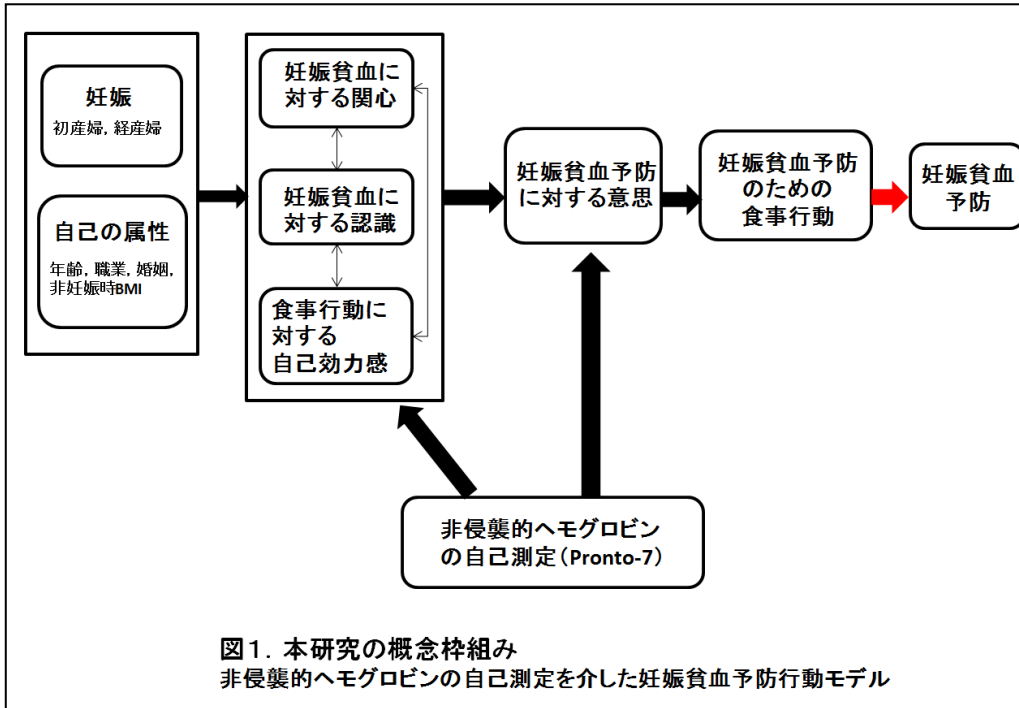 妊娠
初産婦，経産婦
自己の属性
年齢，職業，婚姻，
非妊娠時BMI
妊娠貧血に
対する関心
妊娠貧血に
対する認識
食事行動に
対する
自己効力感
妊娠貧血予防
に対する意思
妊娠貧血予防
のための
食事行動
妊娠貧血
予防
非侵襲的ヘモグロビン
の自己測定（Pronto-7）
図１．本研究の概念枠組み
非侵襲的ヘモグロビンの自己測定を介した妊娠貧血予防行動モデル